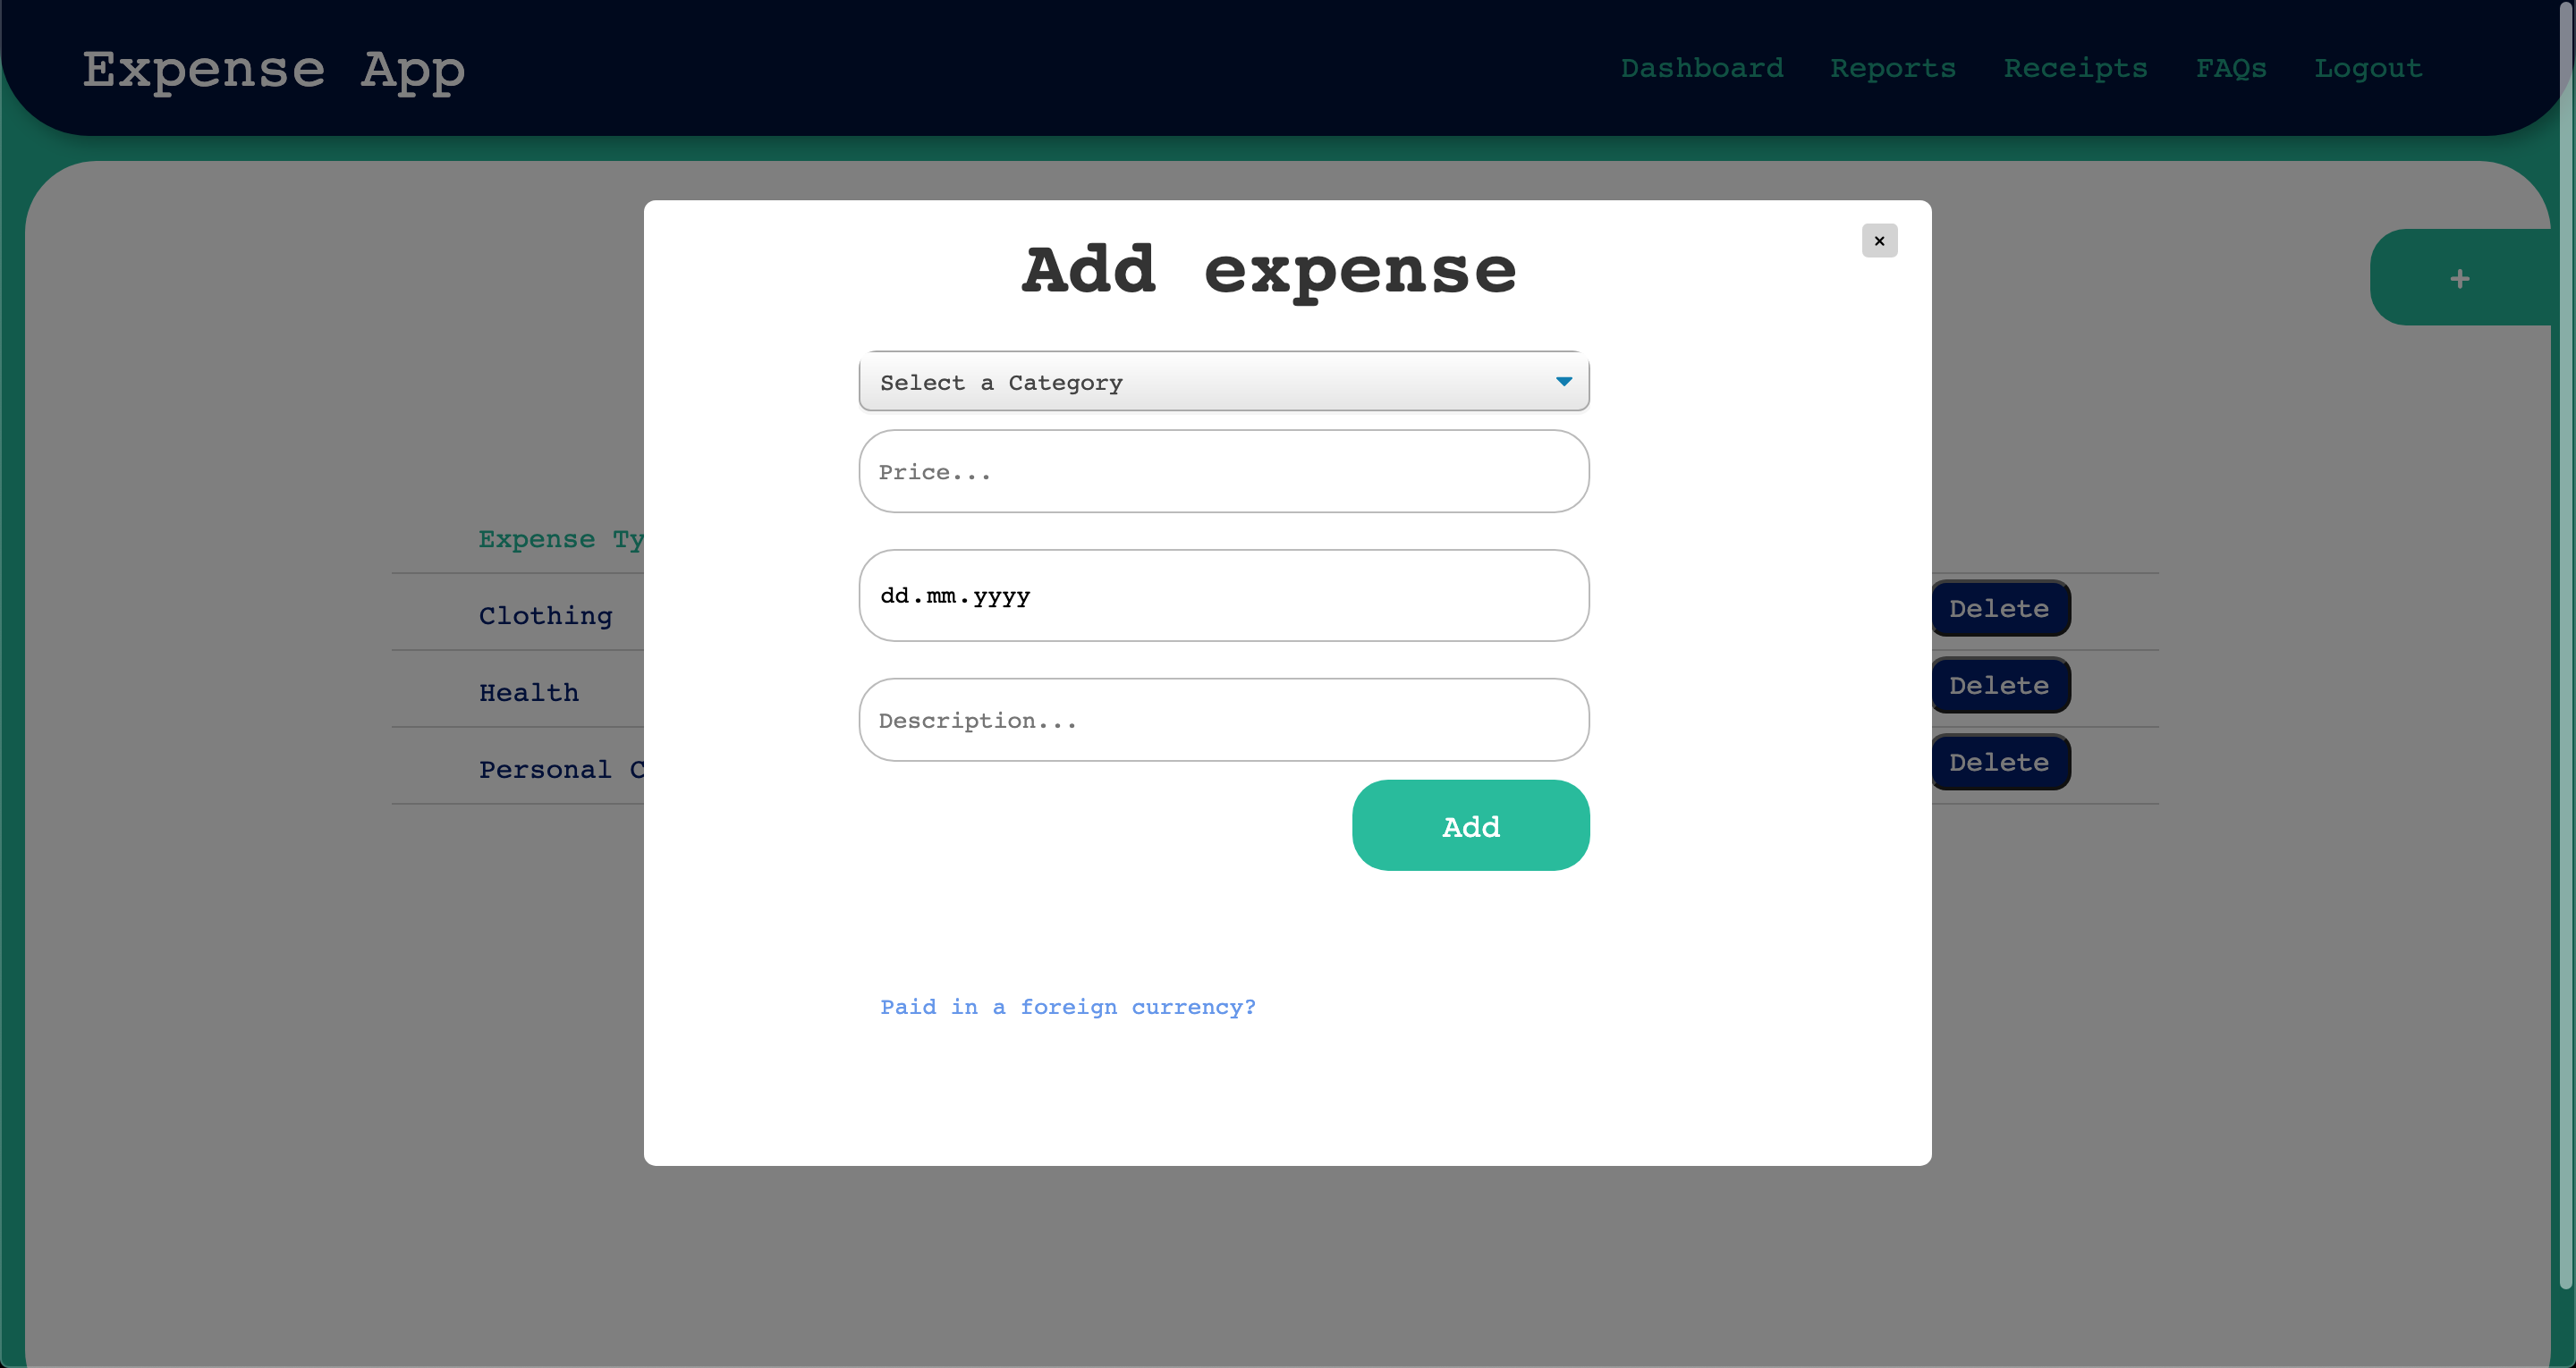 Expense App
Dashboard Reports Receipts FAQs Logout
×
Add expense
+
Select a Category
Price...
Expense Ty
dd.mm.yyyy
Clothing
Delete
Health
Delete
Description...
Personal C
Delete
Add
Paid in a foreign currency?